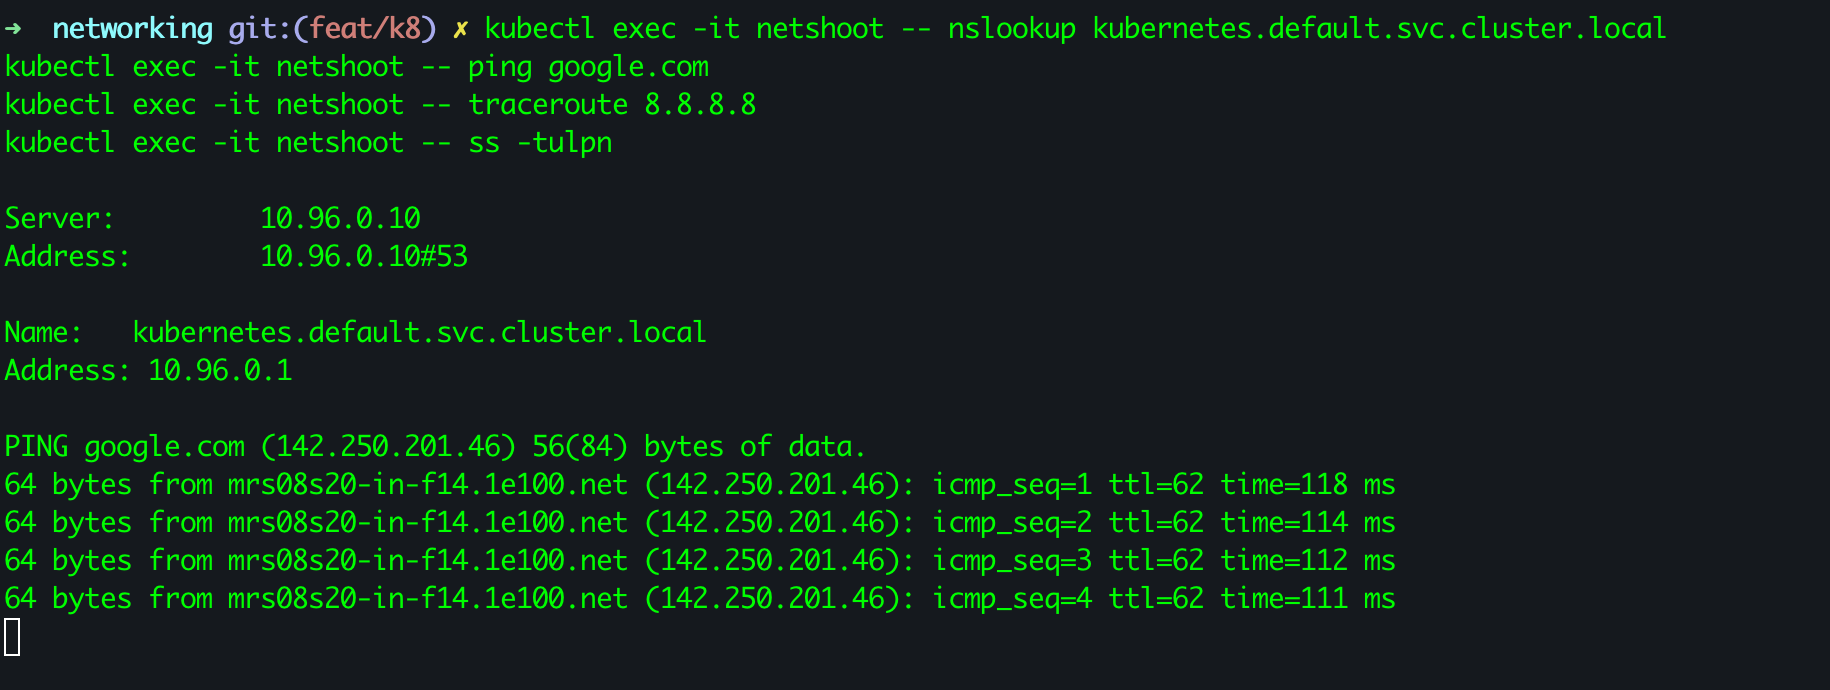 ➜  networking git:(feat/k8) ✗ kubectl exec -it netshoot -- nslookup kubernetes.default.svc.cluster.local
kubectl exec -it netshoot -- ping google.com
kubectl exec -it netshoot -- traceroute 8.8.8.8
kubectl exec -it netshoot -- ss -tulpn
Server:         10.96.0.10
Address:        10.96.0.10#53
Name:   kubernetes.default.svc.cluster.local
Address: 10.96.0.1
PING google.com (142.250.201.46) 56(84) bytes of data.
64 bytes from mrs08s20-in-f14.1e100.net (142.250.201.46): icmp_seq=1 ttl=62 time=118 ms
64 bytes from mrs08s20-in-f14.1e100.net (142.250.201.46): icmp_seq=2 ttl=62 time=114 ms
64 bytes from mrs08s20-in-f14.1e100.net (142.250.201.46): icmp_seq=3 ttl=62 time=112 ms
64 bytes from mrs08s20-in-f14.1e100.net (142.250.201.46): icmp_seq=4 ttl=62 time=111 ms